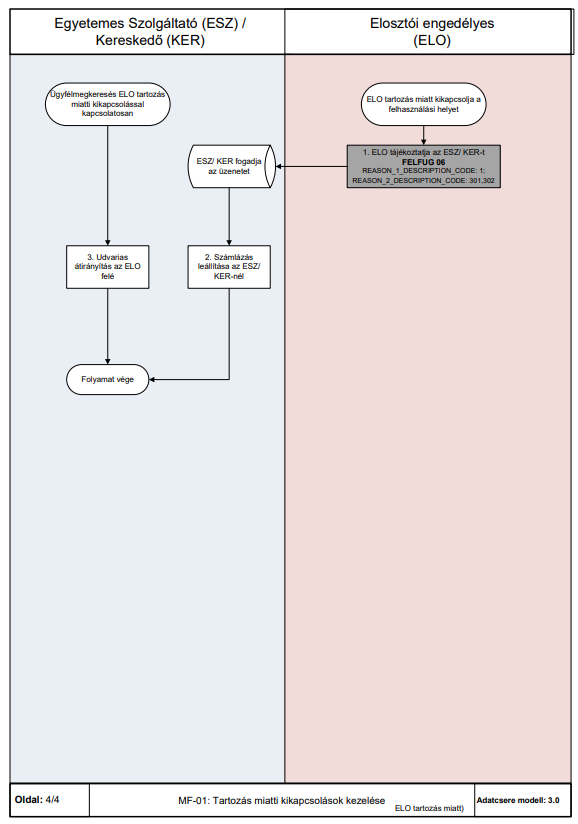 Egyetemes Szolgáltató (ESZ) /
Kereskedő (KER)
Elosztói engedélyes
(ELO)
Ügyfélmegkeresés ELO tartozás
miatti kikapcsolással
kapcsolatosan
ELO tartozás miatt kikapcsolja a
felhasználási helyet
1. ELO tájékoztatja az ESZ/ KER-t
FELFUG 06
REASON_1_DESCRIPTION_CODE: 1;
REASON_2_DESCRIPTION_CODE: 301,302
ESZ/ KER fogadja
az üzenetet
3. Udvarias
átirányítás az ELO
felé
2. Számlázás
leállítása az ESZ/
KER-nél
Folyamat vége
Oldal: 4/4
MF-01: Tartozás miatti kikapcsolások kezelése
ELO tartozás miatt)
Adatcsere modell: 3.0